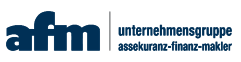 afm
unternehmensgruppe
assekuranz-finanz-makler